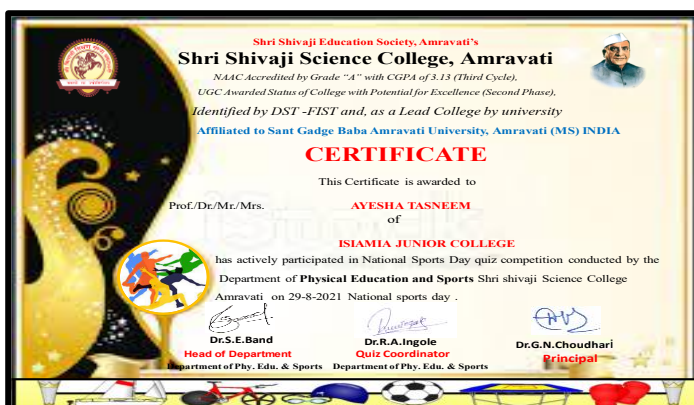 Shri Shivaji Education Society, Amravati's
Shri Shivaji Science College, Amravati
NAAC Accredited by Grade "A" with CGPA of 3.13 (Third Cycle),
UGC Awarded Status of College with Potential for Excellence (Second Phase),
Identified by DST -FIST and, as a Lead College by university
Affiliated to Sant Gadge Baba Amravati University, Amravati (MS) INDIA
CERTIFICATE
This Certificate is awarded to
Prof./Dr./Mr./Mrs. AYESHA TASNEEM
of
ISIAMIA JUNIOR COLLEGE
has actively participated in National Sports Day quiz competition conducted by the
Department of Physical Education and Sports Shri shivaji Science College
Amravati on 29-8-2021 National sports day .
Dr.S.E.Band
Head of Department
Department of Phy. Edu. & Sports
Dr.R.A.Ingole
Quiz Coordinator
Department of Phy. Edu. & Sports
Dr.G.N.Choudhari
Principal